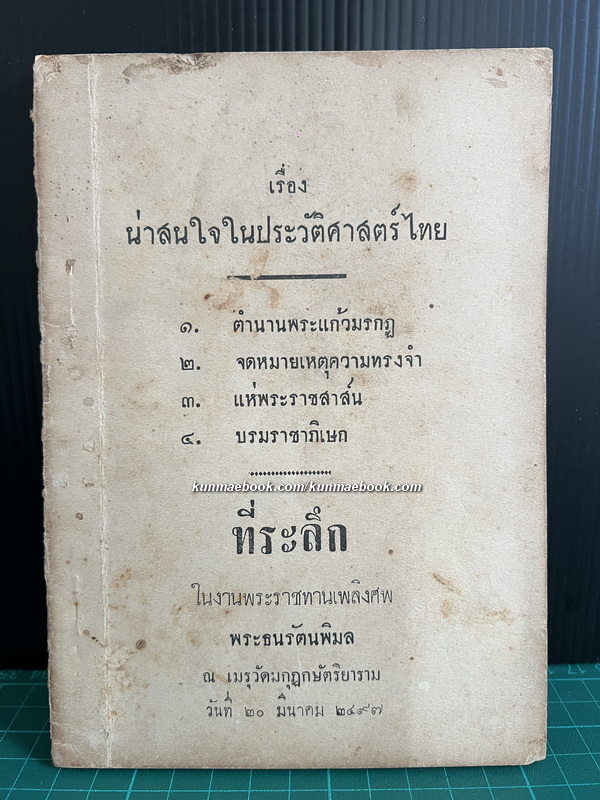 เรื่อง
น่าสนใจในประวัติศาสตร์ไทย
๑. ตำนานพระแก้วมรกฏ
๒. จดหมายเหตุความทรงจำ
๓. แห่พระราชสาส์น
๔. บรมราชาภิเษก
kunmaebook.com/kunmaebook.com
ที่ระลึก
ในงานพระราชทานเพลิงศพ
พระธนรัตนพิมล
ณ เมรุวัดมกุฏกษัตริยาราม
วันที่ ๒๐ มีนาคม ๒๔๙๗